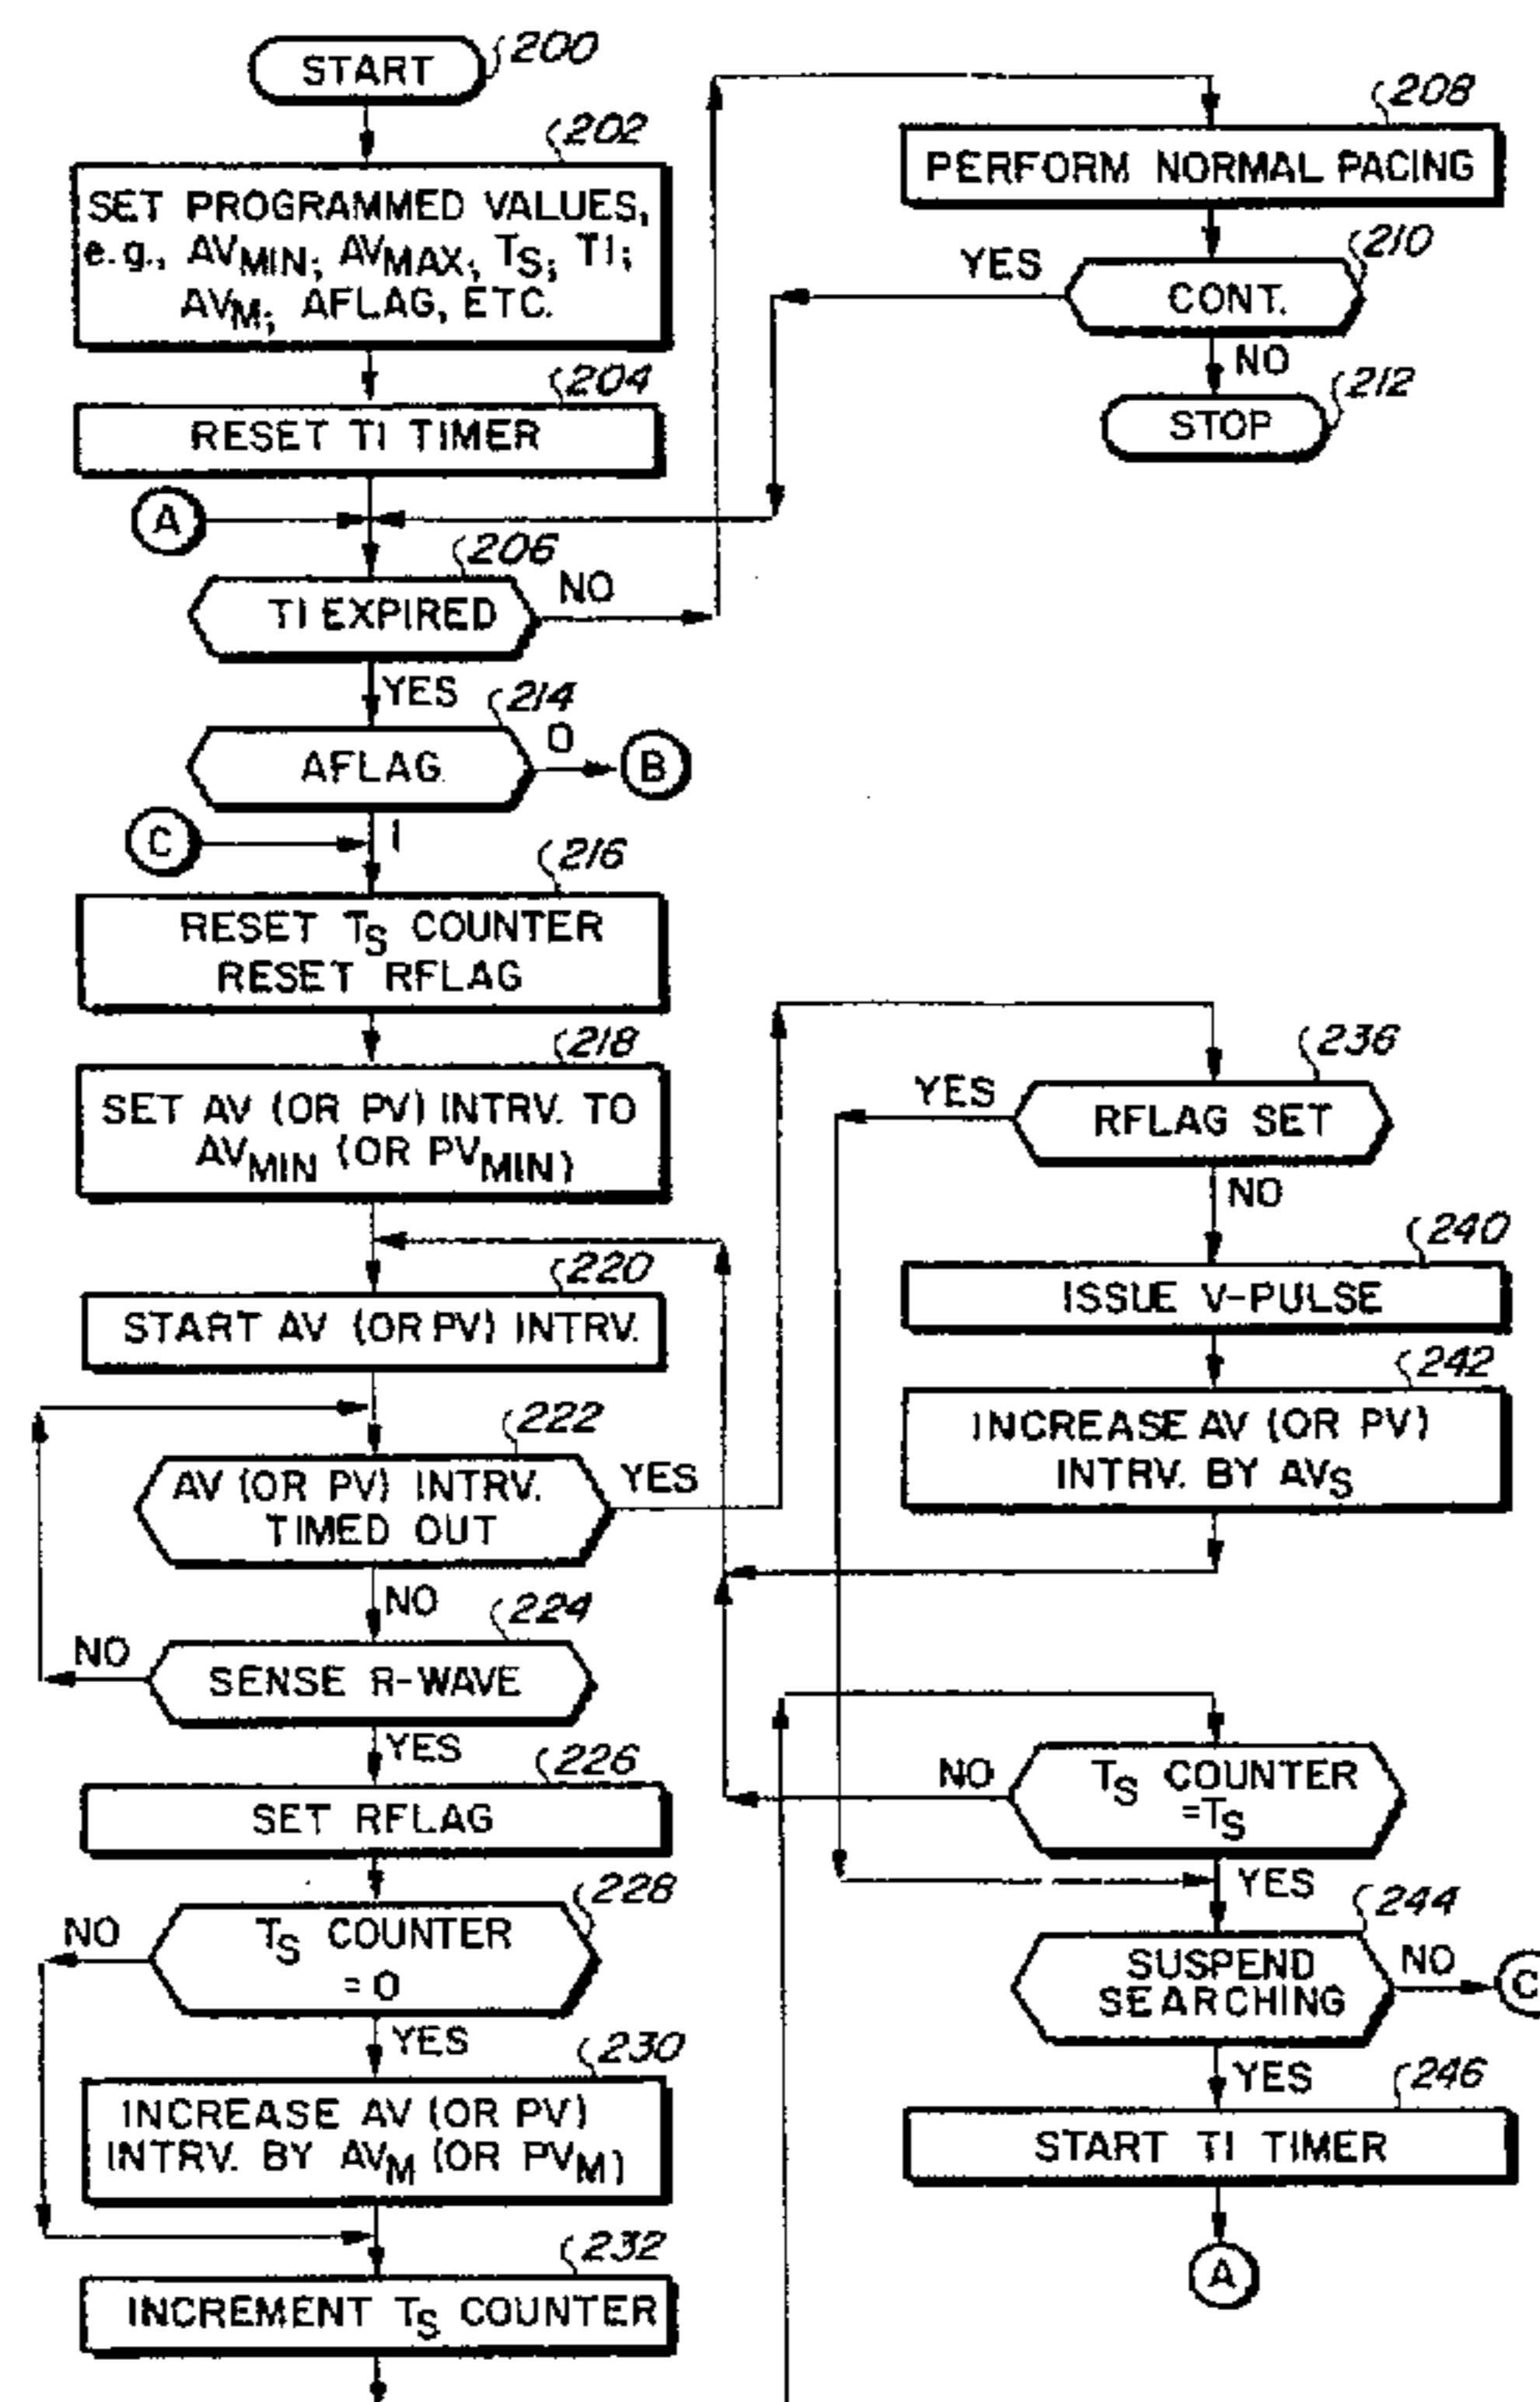 START
200
202
SET PROGRAMMED VALUES,
e.g., AVMIN; AVMAX; TS; TI;
AVM; AFLAG, ETC.
204
RESET TI TIMER
A
206
TI EXPIRED
NO
YES
208
PERFORM NORMAL PACING
210
YES
CONT.
NO
212
STOP
214
AFLAG
0
B
C
1
216
RESET TS COUNTER
RESET RFLAG
218
SET AV (OR PV) INTRV. TO
AVMIN (OR PVMIN)
220
START AV (OR PV) INTRV.
222
AV (OR PV) INTRV.
TIMED OUT
YES
NO
224
NO
SENSE R-WAVE
YES
226
SET RFLAG
228
NO
TS COUNTER
= 0
YES
230
INCREASE AV (OR PV)
INTRV. BY AVM (OR PVM)
232
INCREMENT TS COUNTER
236
YES
RFLAG SET
NO
240
ISSUE V-PULSE
242
INCREASE AV (OR PV)
INTRV. BY AVS
NO
TS COUNTER
=TS
YES
244
SUSPEND
SEARCHING
NO
C
YES
246
START TI TIMER
A